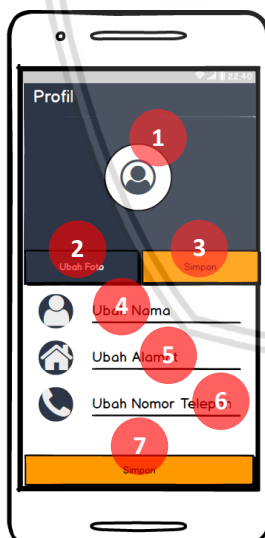 22:40
Profil
1
2
3
Ubah Foto
Simpan
4
Ubah Nama
5
Ubah Alamat
6
Ubah Nomor Telepon
7
Simpan